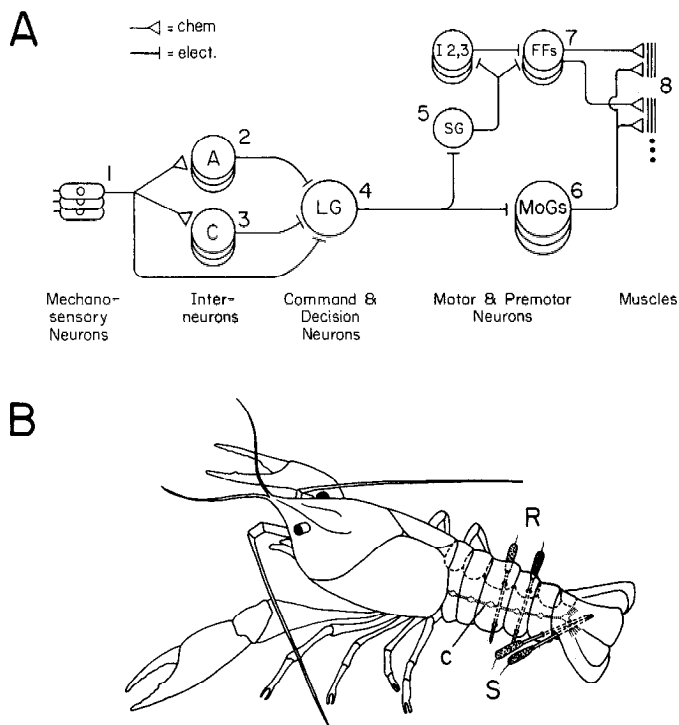 A
= chem
= elect.
1
2
A
3
C
4
LG
5
SG
I 2,3
7
FFs
8
6
MoGs
Mechano-
sensory
Neurons
Inter-
neurons
Command &
Decision
Neurons
Motor & Premotor
Neurons
Muscles
B
R
c
S